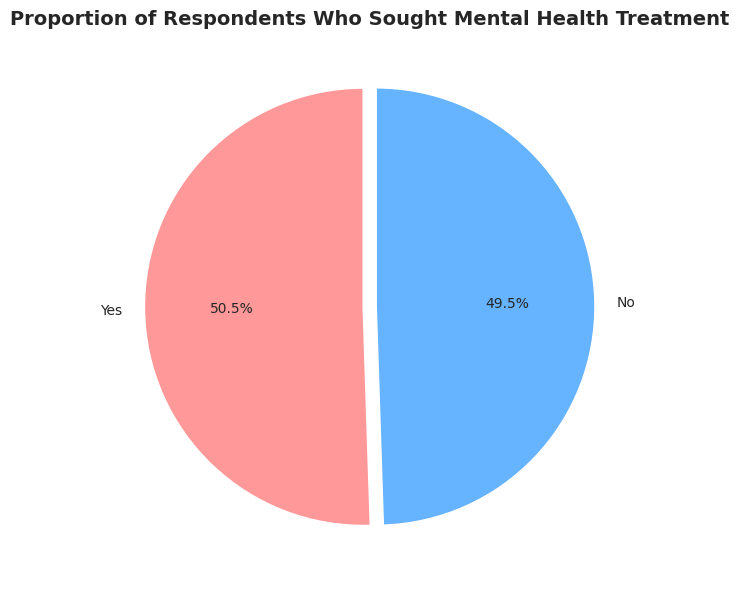 Proportion of Respondents Who Sought Mental Health Treatment
Yes
50.5%
49.5%
No